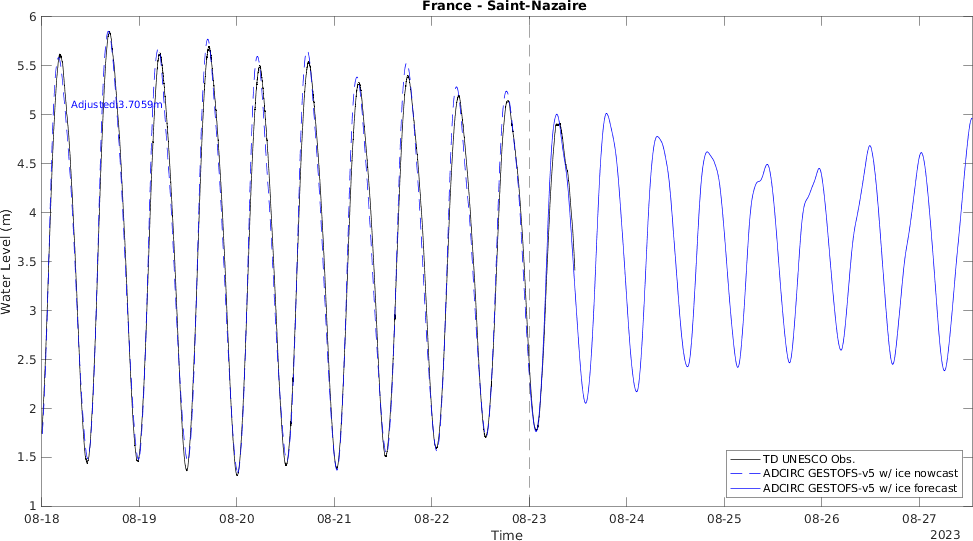 France - Saint-Nazaire
6
5.5
5
4.5
4
3.5
3
2.5
2
1.5
1
Water Level (m)
Adjusted 3.7059m
TD UNESCO Obs.
ADCIRC GESTOFS-v5 w/ ice nowcast
ADCIRC GESTOFS-v5 w/ ice forecast
08-18 08-19 08-20 08-21 08-22 08-23 08-24 08-25 08-26 08-27
Time
2023